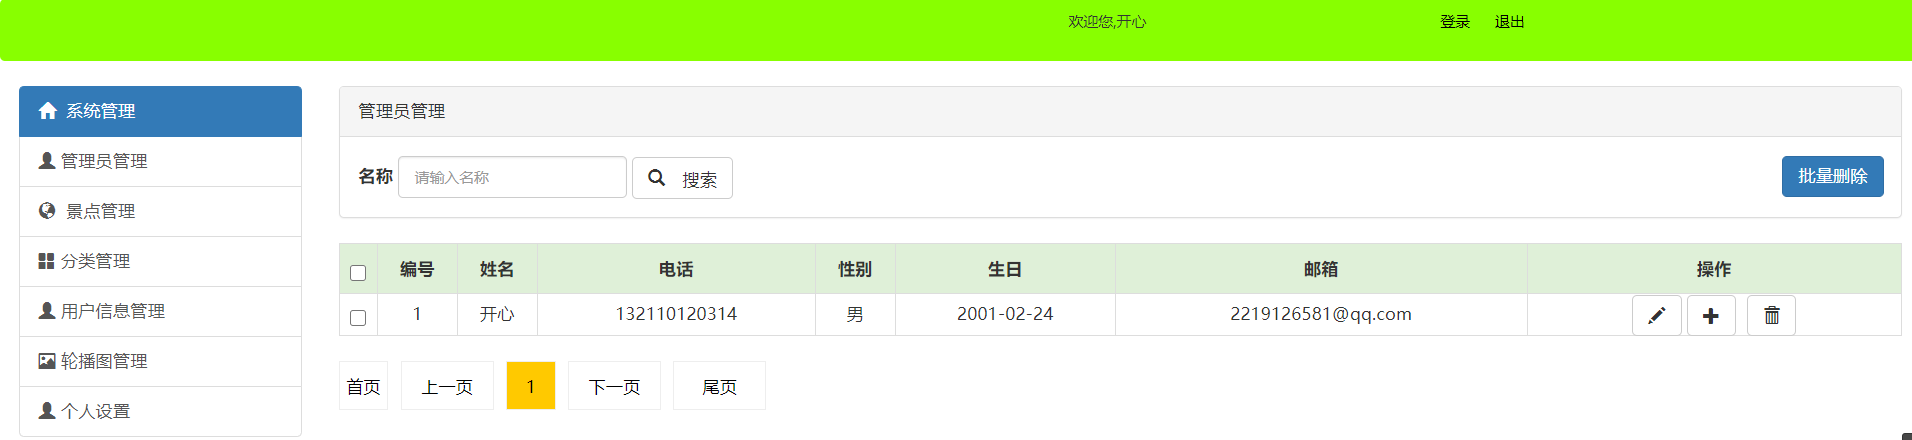 欢迎您,开心 登录 退出
系统管理
管理员管理
景点管理
分类管理
用户信息管理
轮播图管理
个人设置
管理员管理
名称 请输入名称 搜索 批量删除
编号 姓名 电话 性别 生日 邮箱 操作
1 开心 132110120314 男 2001-02-24 2219126581@qq.com
首页 上一页 1 下一页 尾页